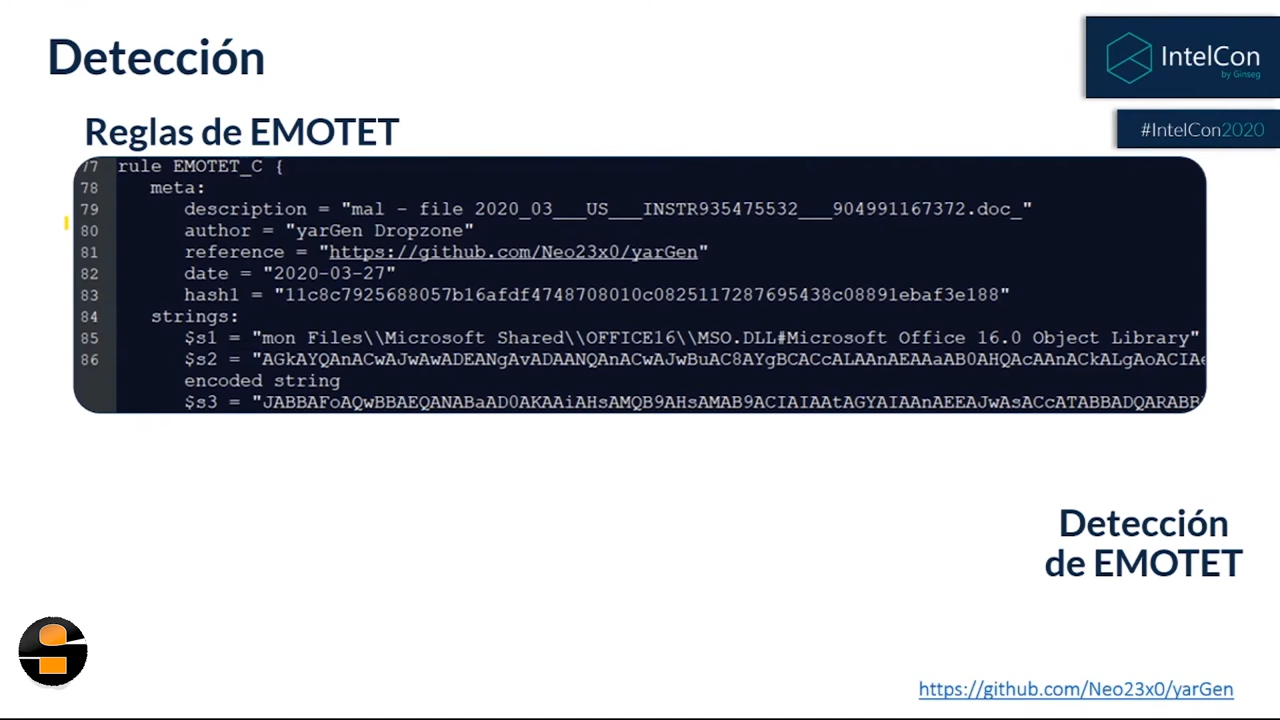 Detección
IntelCon
by Ginseg
#IntelCon2020
Reglas de EMOTET
77 rule EMOTET_C {
78 meta:
79 description = "mal - file 2020_03___US___INSTR935475532___904991167372.doc_"
80 author = "yarGen Dropzone"
81 reference = "https://github.com/Neo23x0/yarGen"
82 date = "2020-03-27"
83 hash1 = "11c8c7925688057b16afdf4748708010c0825117287695438c08891ebaf3e188"
84 strings:
85 $s1 = "mon Files\\Microsoft Shared\\OFFICE16\\MSO.DLL#Microsoft Office 16.0 Object Library"
86 $s2 = "AGkAYQAnACwAJwAwADEANgAvADAANQAnACwAJwBuAC8AYgBCACcALAAnAEAAaAB0AHQAcAAnACkALgAoACIAe
encoded string
$s3 = "JABBAFoAQwBBAEQANABaAD0AKAAiAHsAMQB9AHsAMAB9ACIAIAAtAGYAIAAnAEEAJwAsACcATABBADQARABB
Detección
de EMOTET
https://github.com/Neo23x0/yarGen